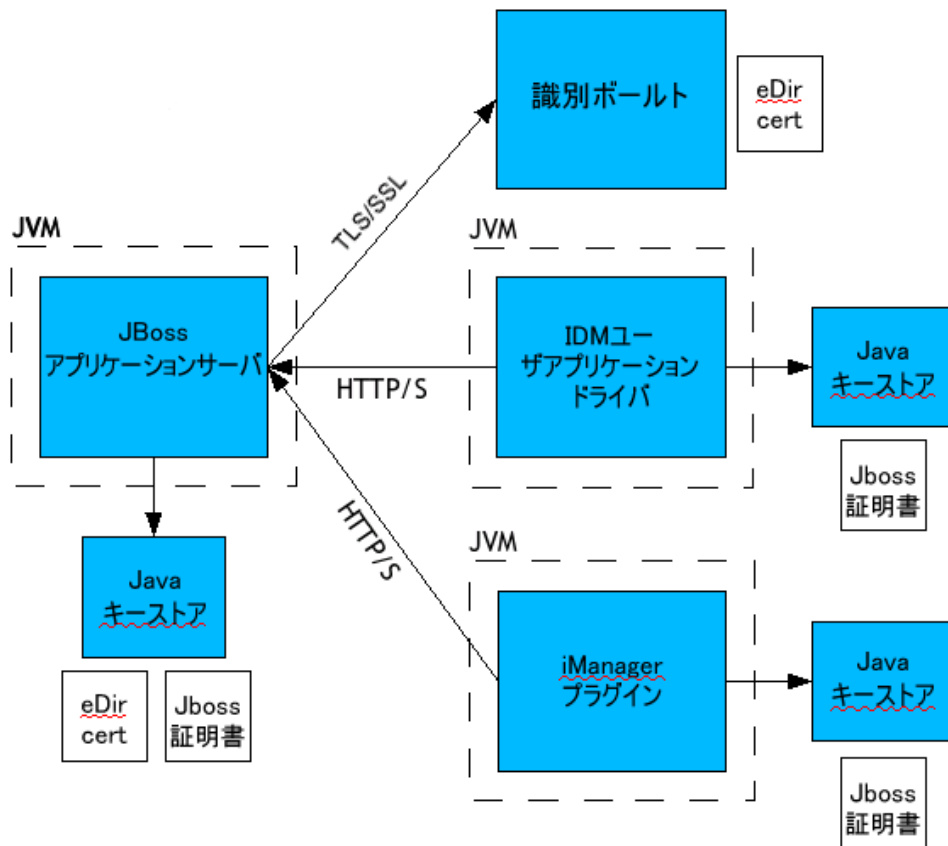 識別ボールト
eDir
cert
TLS/SSL
JVM
JBoss
アプリケーションサーバ
JVM
IDMユー
ザアプリケーション
ドライバ
HTTP/S
Java
キーストア
Jboss
証明書
HTTP/S
Java
キーストア
eDir
cert
Jboss
証明書
JVM
iManager
プラグイン
Java
キーストア
Jboss
証明書